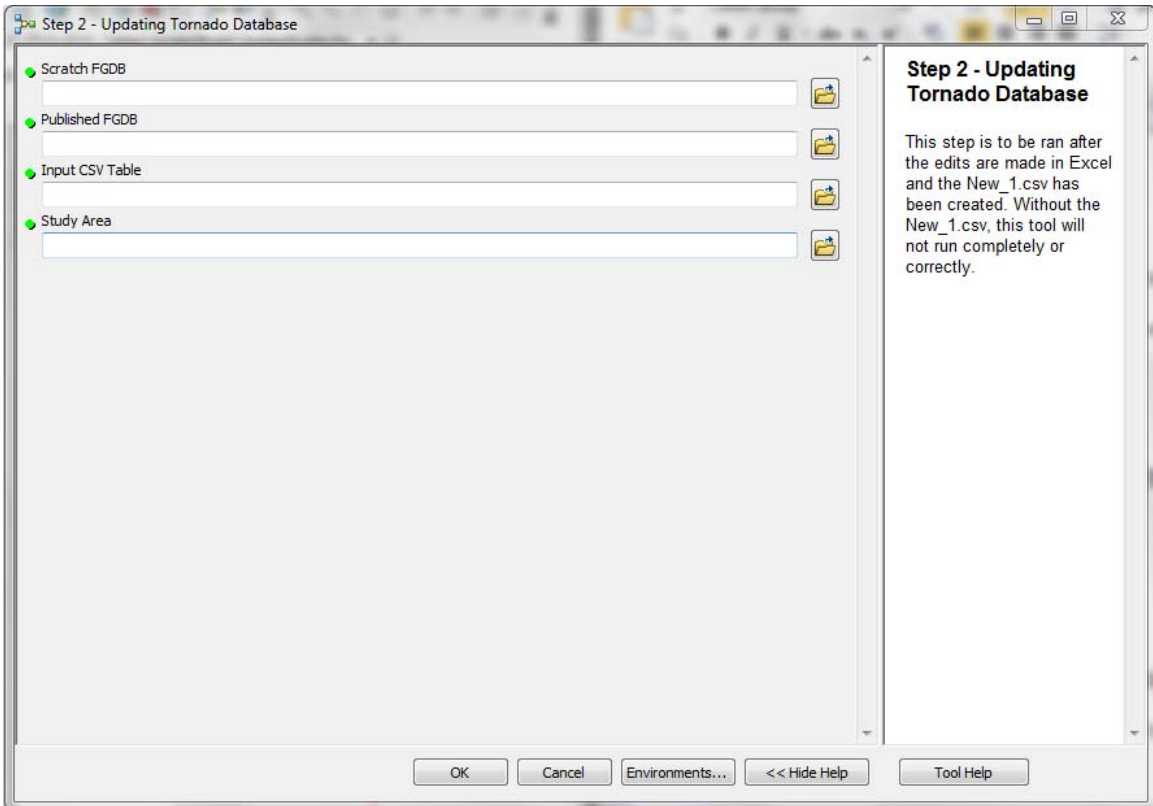 Step 2 - Updating Tornado Database
Scratch FGDB
Published FGDB
Input CSV Table
Study Area
Step 2 - Updating
Tornado Database
This step is to be ran after
the edits are made in Excel
and the New_1.csv has
been created. Without the
New_1.csv, this tool will
not run completely or
correctly.
OK
Cancel
Environments...
<< Hide Help
Tool Help